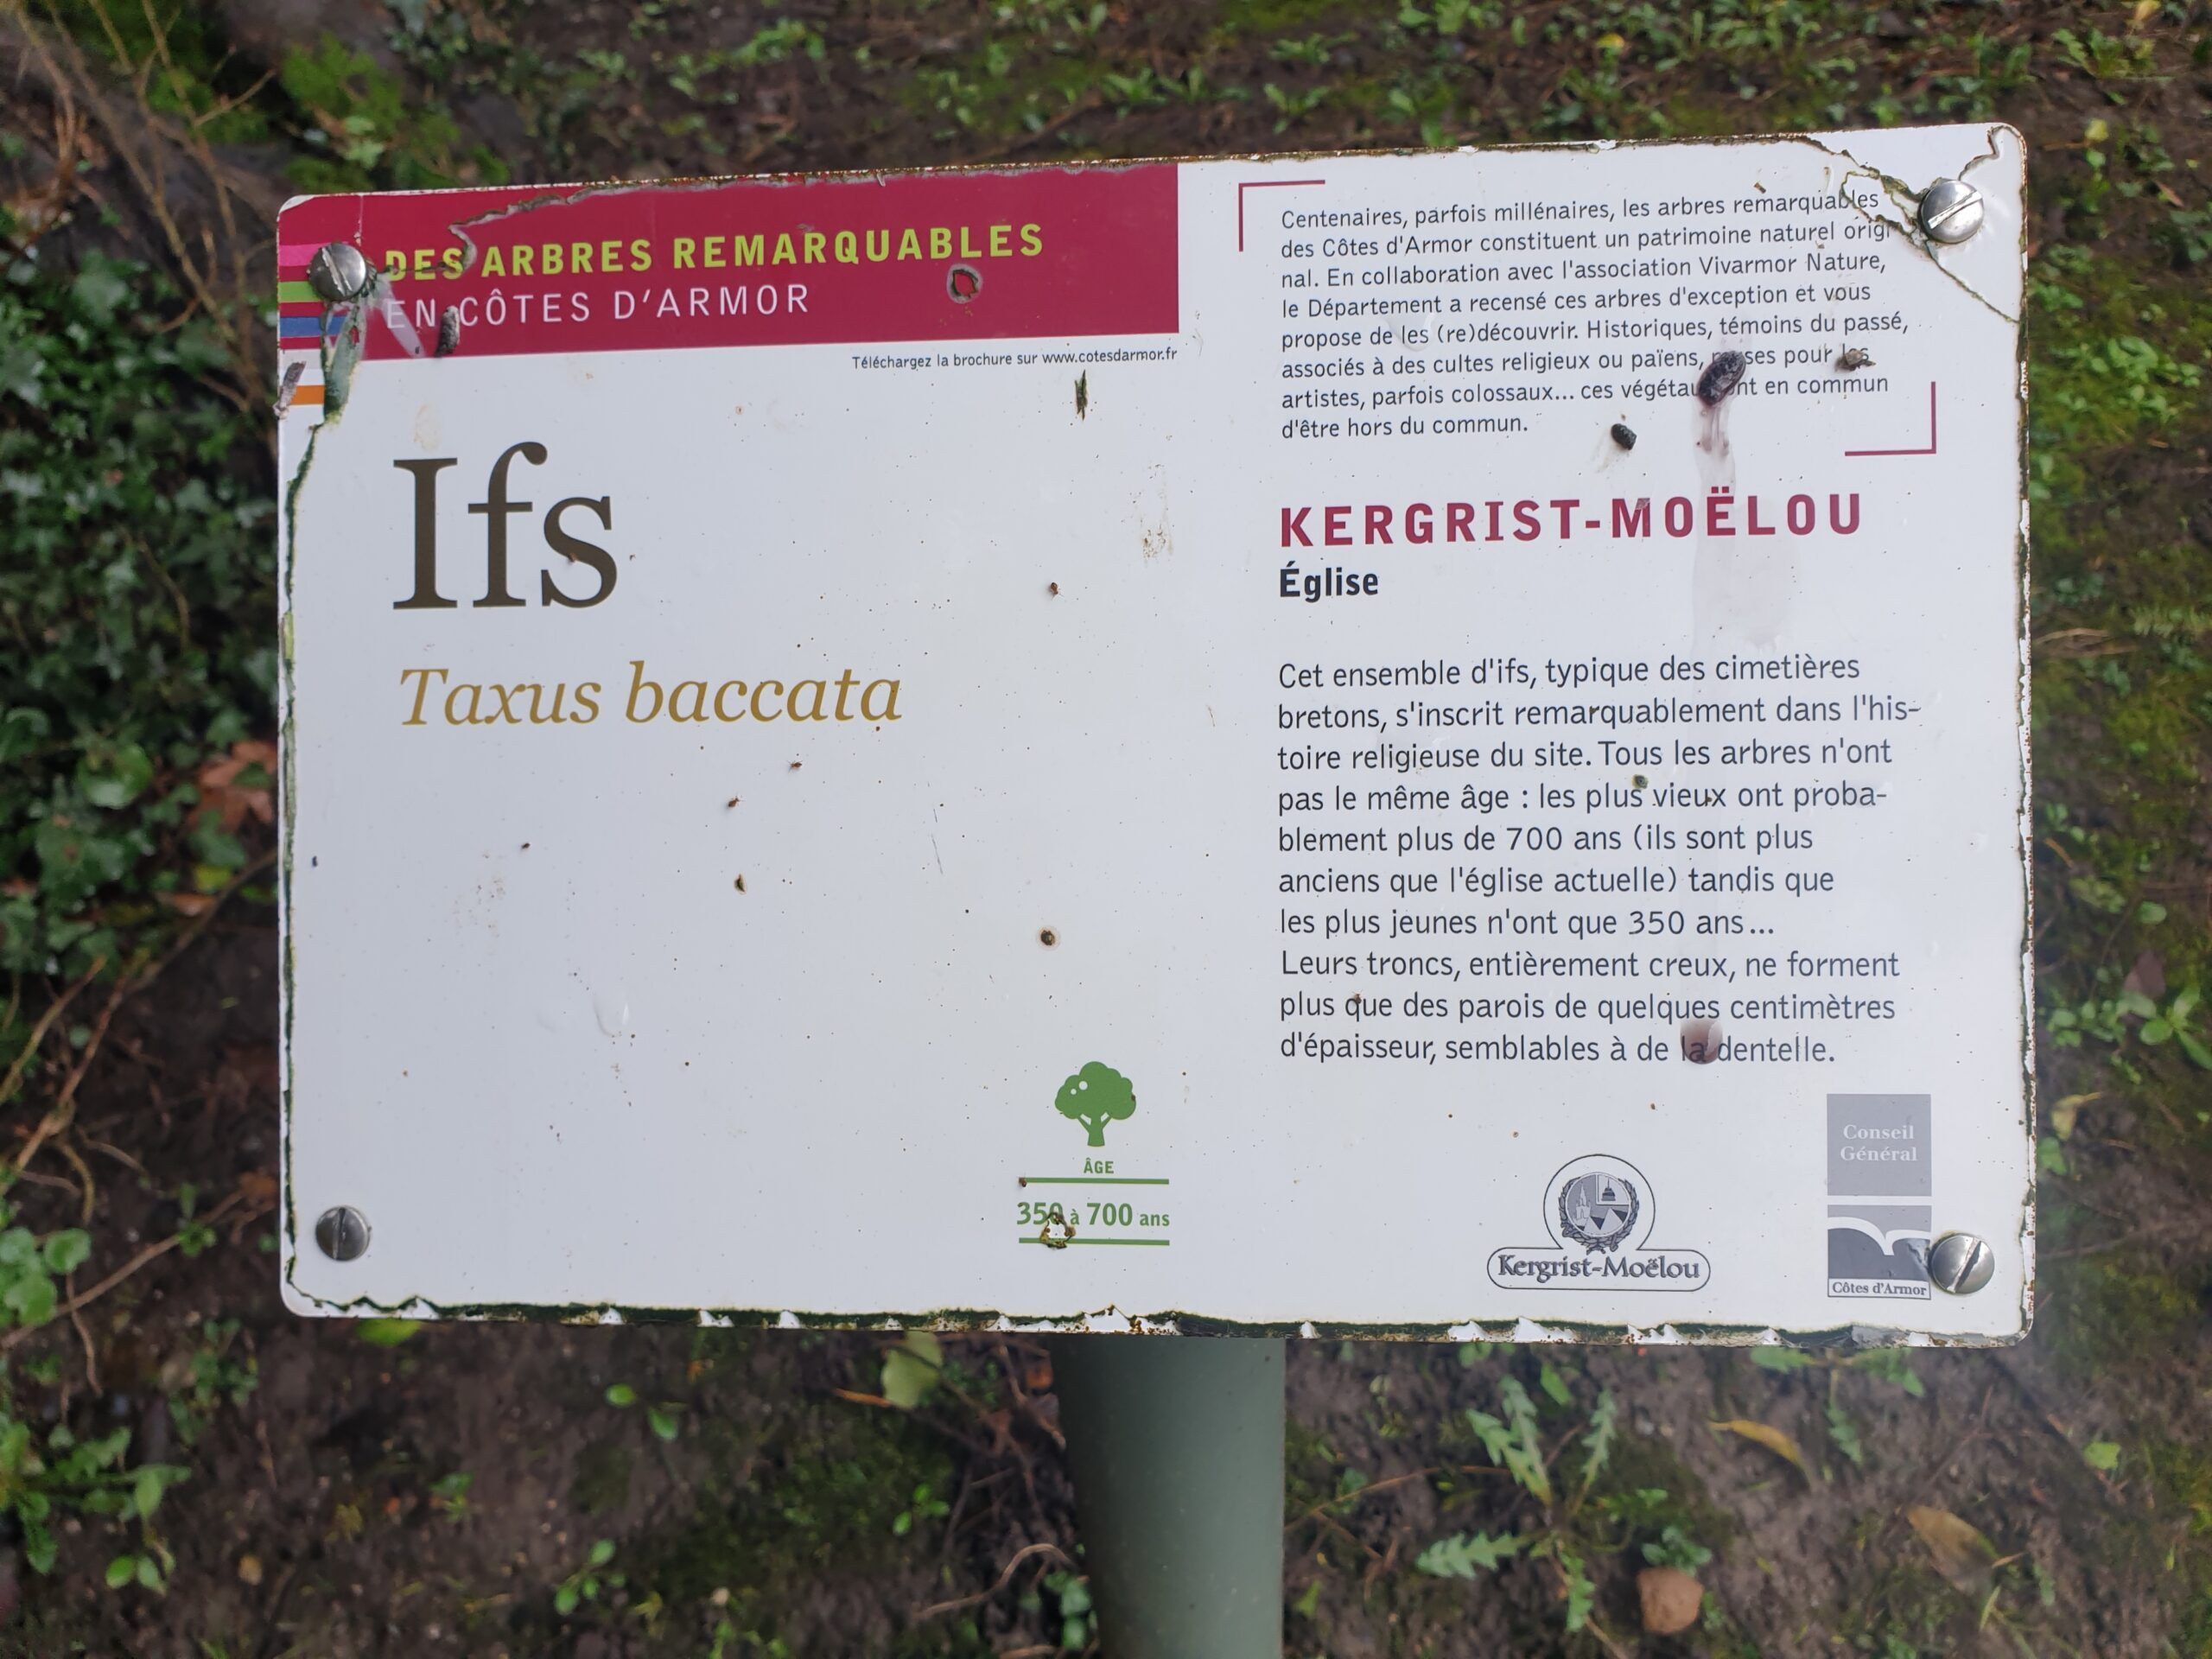 DES ARBRES REMARQUABLES
EN CÔTES D'ARMOR
Téléchargez la brochure sur www.cotesdarmor.fr
Ifs
Taxus baccata
ÂGE
350 à 700 ans
Centenaires, parfois millénaires, les arbres remarquables
des Côtes d'Armor constituent un patrimoine naturel origi
nal. En collaboration avec l'association Vivarmor Nature,
le Département a recensé ces arbres d'exception et vous
propose de les (re)découvrir. Historiques, témoins du passé,
associés à des cultes religieux ou païens, pour les
artistes, parfois colossaux... ces végétaux ont en commun
d'être hors du commun.
KERGRIST-MOËLOU
Église
Cet ensemble d'ifs, typique des cimetières
bretons, s'inscrit remarquablement dans l'his-
toire religieuse du site. Tous les arbres n'ont
pas le même âge : les plus vieux ont proba-
blement plus de 700 ans (ils sont plus
anciens que l'église actuelle) tandis que
les plus jeunes n'ont que 350 ans...
Leurs troncs, entièrement creux, ne forment
plus que des parois de quelques centimètres
d'épaisseur, semblables à de la dentelle.
Kergrist-Moëlou
Conseil
Général
Côtes d'Armor